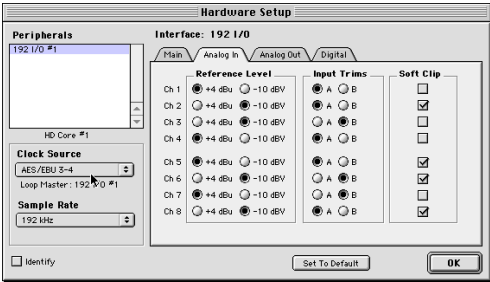 Hardware Setup
Peripherals
192 I/O #1
HD Core #1
Clock Source
AES/EBU 3-4
Loop Master : 192 I/O #1
Sample Rate
192 kHz
Identify
Interface: 192 I/O
Main Analog In Analog Out Digital
Reference Level Input Trims Soft Clip
Ch 1 +4 dBu -10 dBV A B
Ch 2 +4 dBu -10 dBV A B
Ch 3 +4 dBu -10 dBV A B
Ch 4 +4 dBu -10 dBV A B
Ch 5 +4 dBu -10 dBV A B
Ch 6 +4 dBu -10 dBV A B
Ch 7 +4 dBu -10 dBV A B
Ch 8 +4 dBu -10 dBV A B
Set To Default OK